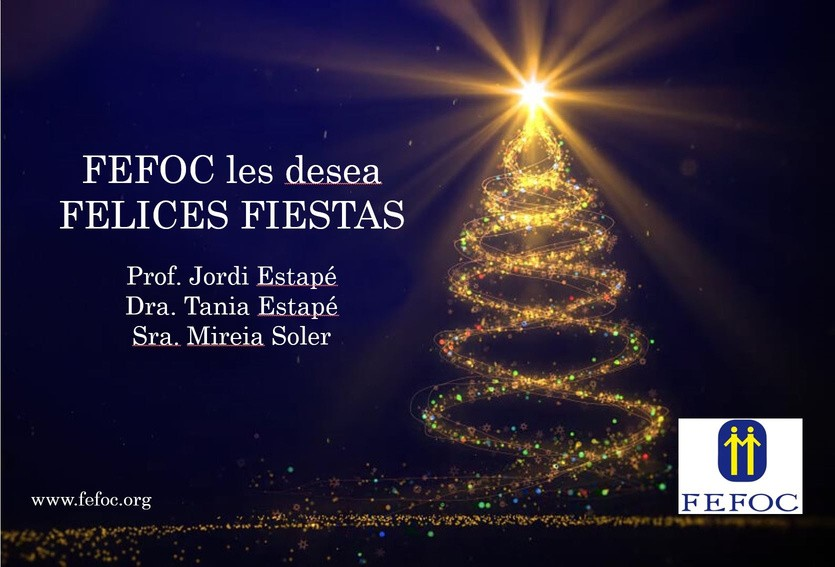 FEFOC les desea
FELICES FIESTAS
Prof. Jordi Estapé
Dra. Tania Estapé
Sra. Mireia Soler
www.fefoc.org
FEFOC